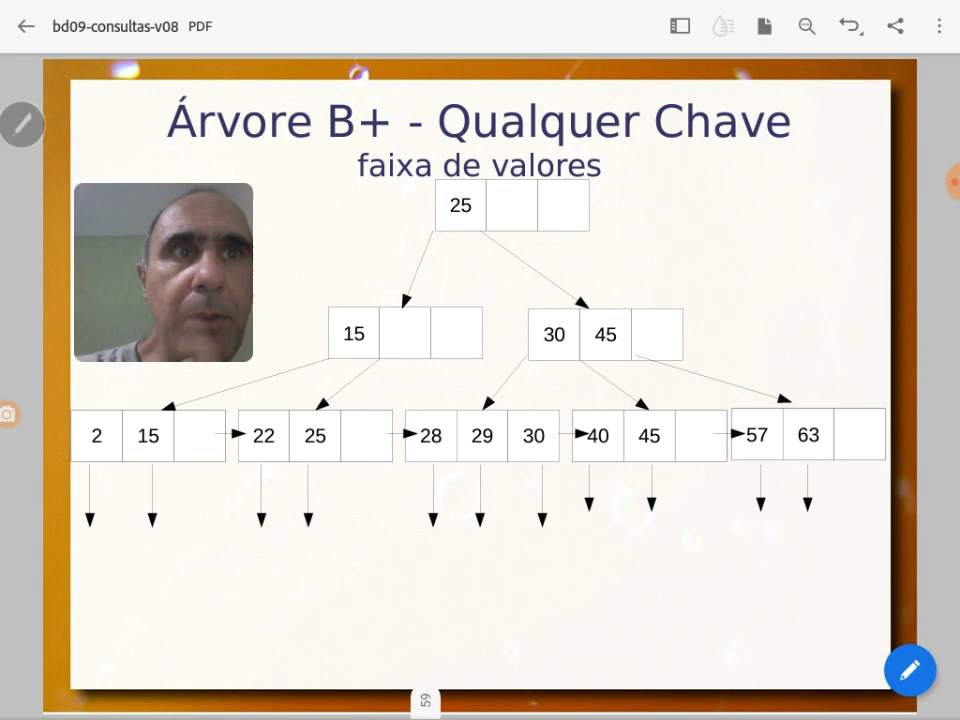 bd09-consultas-v08 PDF
Árvore B+ - Qualquer Chave
faixa de valores
25
15
30 45
2 15 22 25 28 29 30 40 45 57 63
59